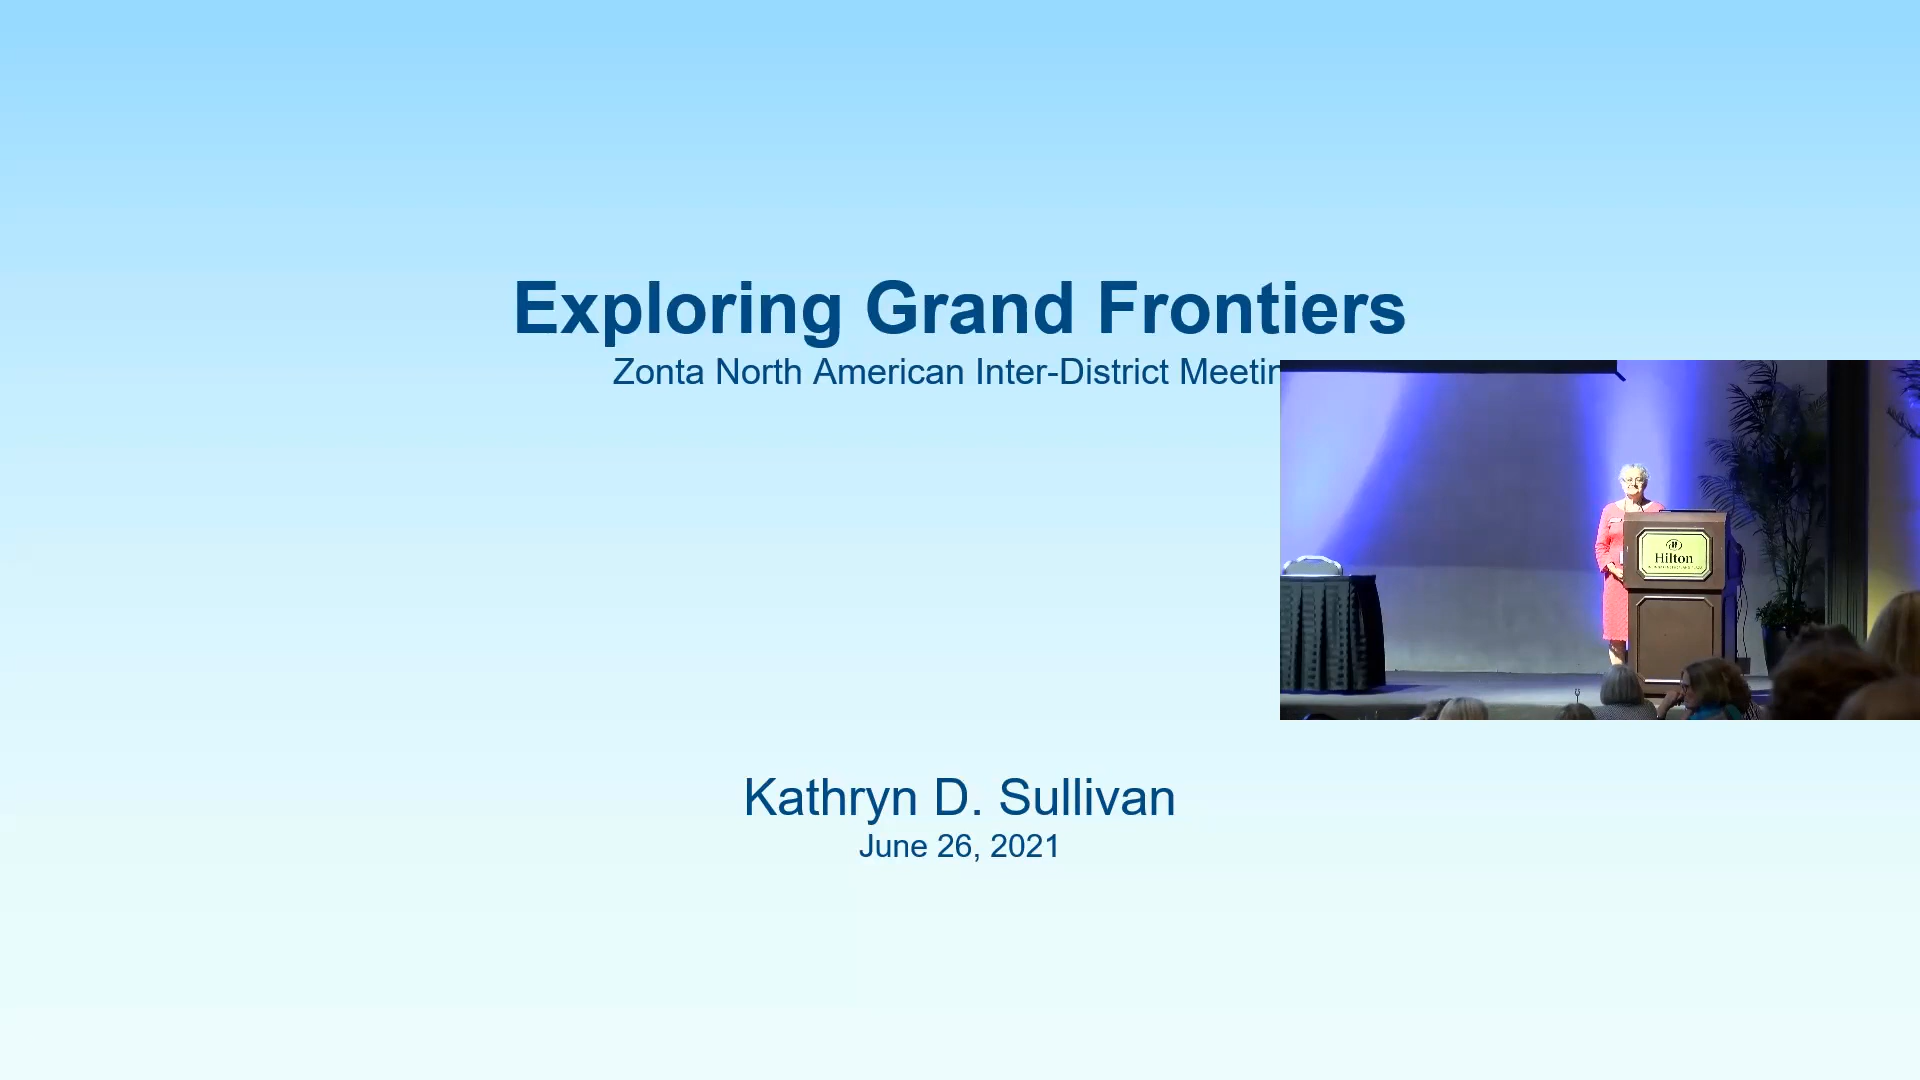 Exploring Grand Frontiers
Zonta North American Inter-District Meetin
Hilton
Kathryn D. Sullivan
June 26, 2021